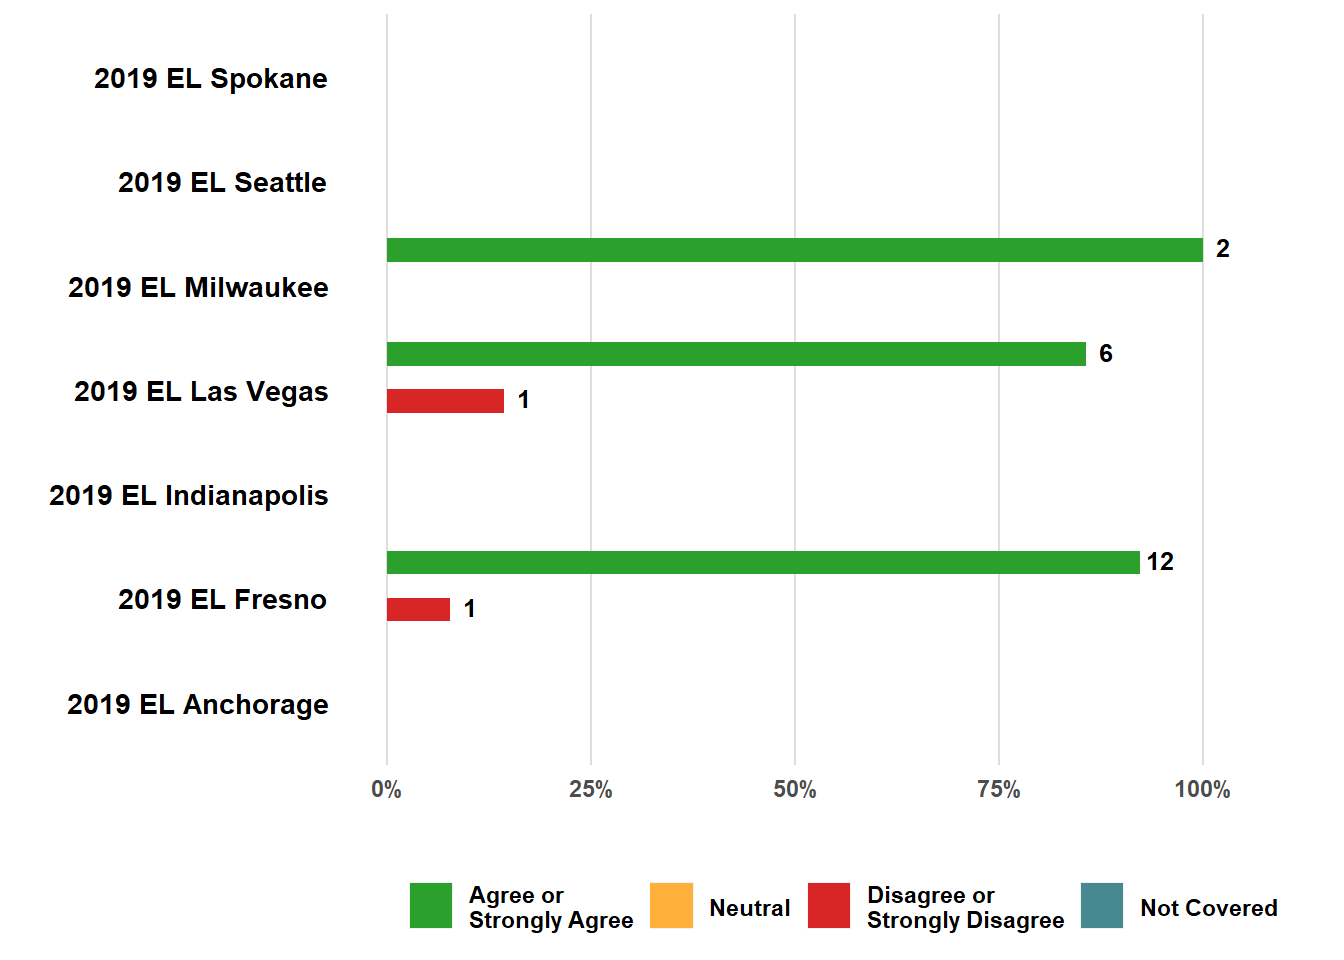 2019 EL Spokane
2019 EL Seattle
2
2019 EL Milwaukee
6
2019 EL Las Vegas
1
2019 EL Indianapolis
12
2019 EL Fresno
1
2019 EL Anchorage
0%
25%
50%
75%
100%
Agree or
Strongly Agree
Neutral
Disagree or
Strongly Disagree
Not Covered